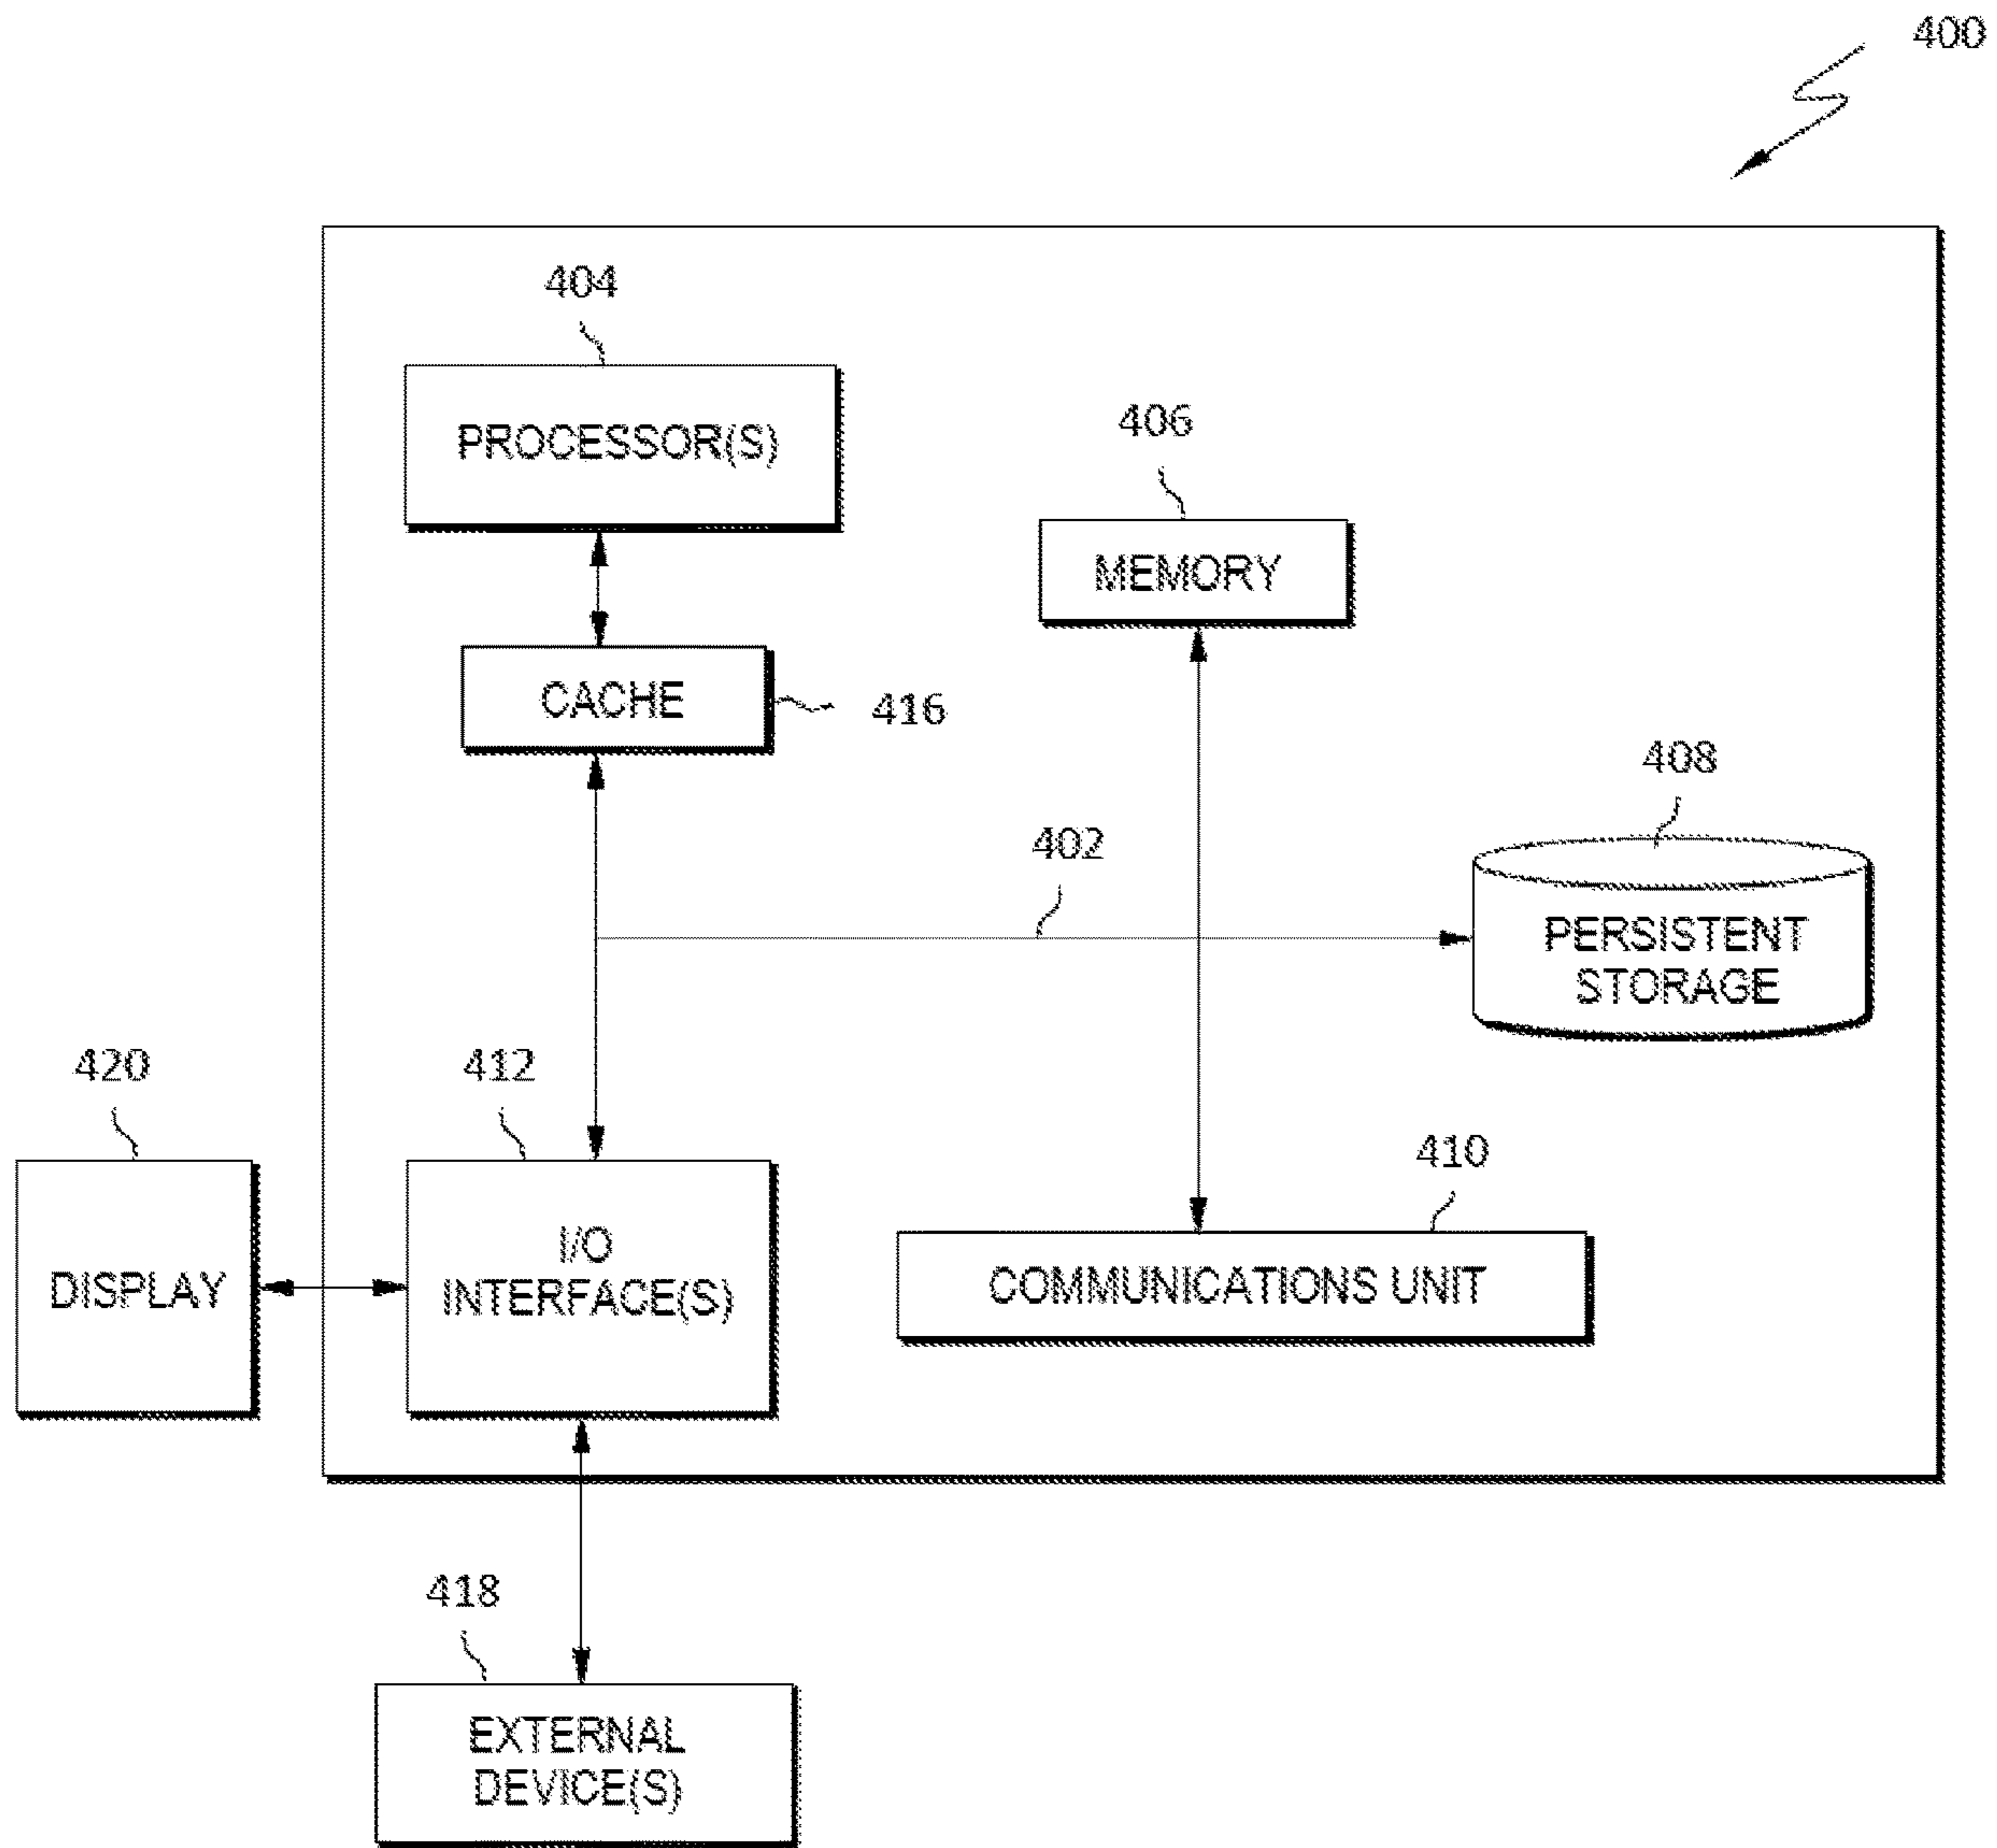 400
404
PROCESSOR(S)
406
MEMORY
CACHE
416
408
402
PERSISTENT
STORAGE
420
412
410
DISPLAY
I/O
INTERFACE(S)
COMMUNICATIONS UNIT
418
EXTERNAL
DEVICE(S)